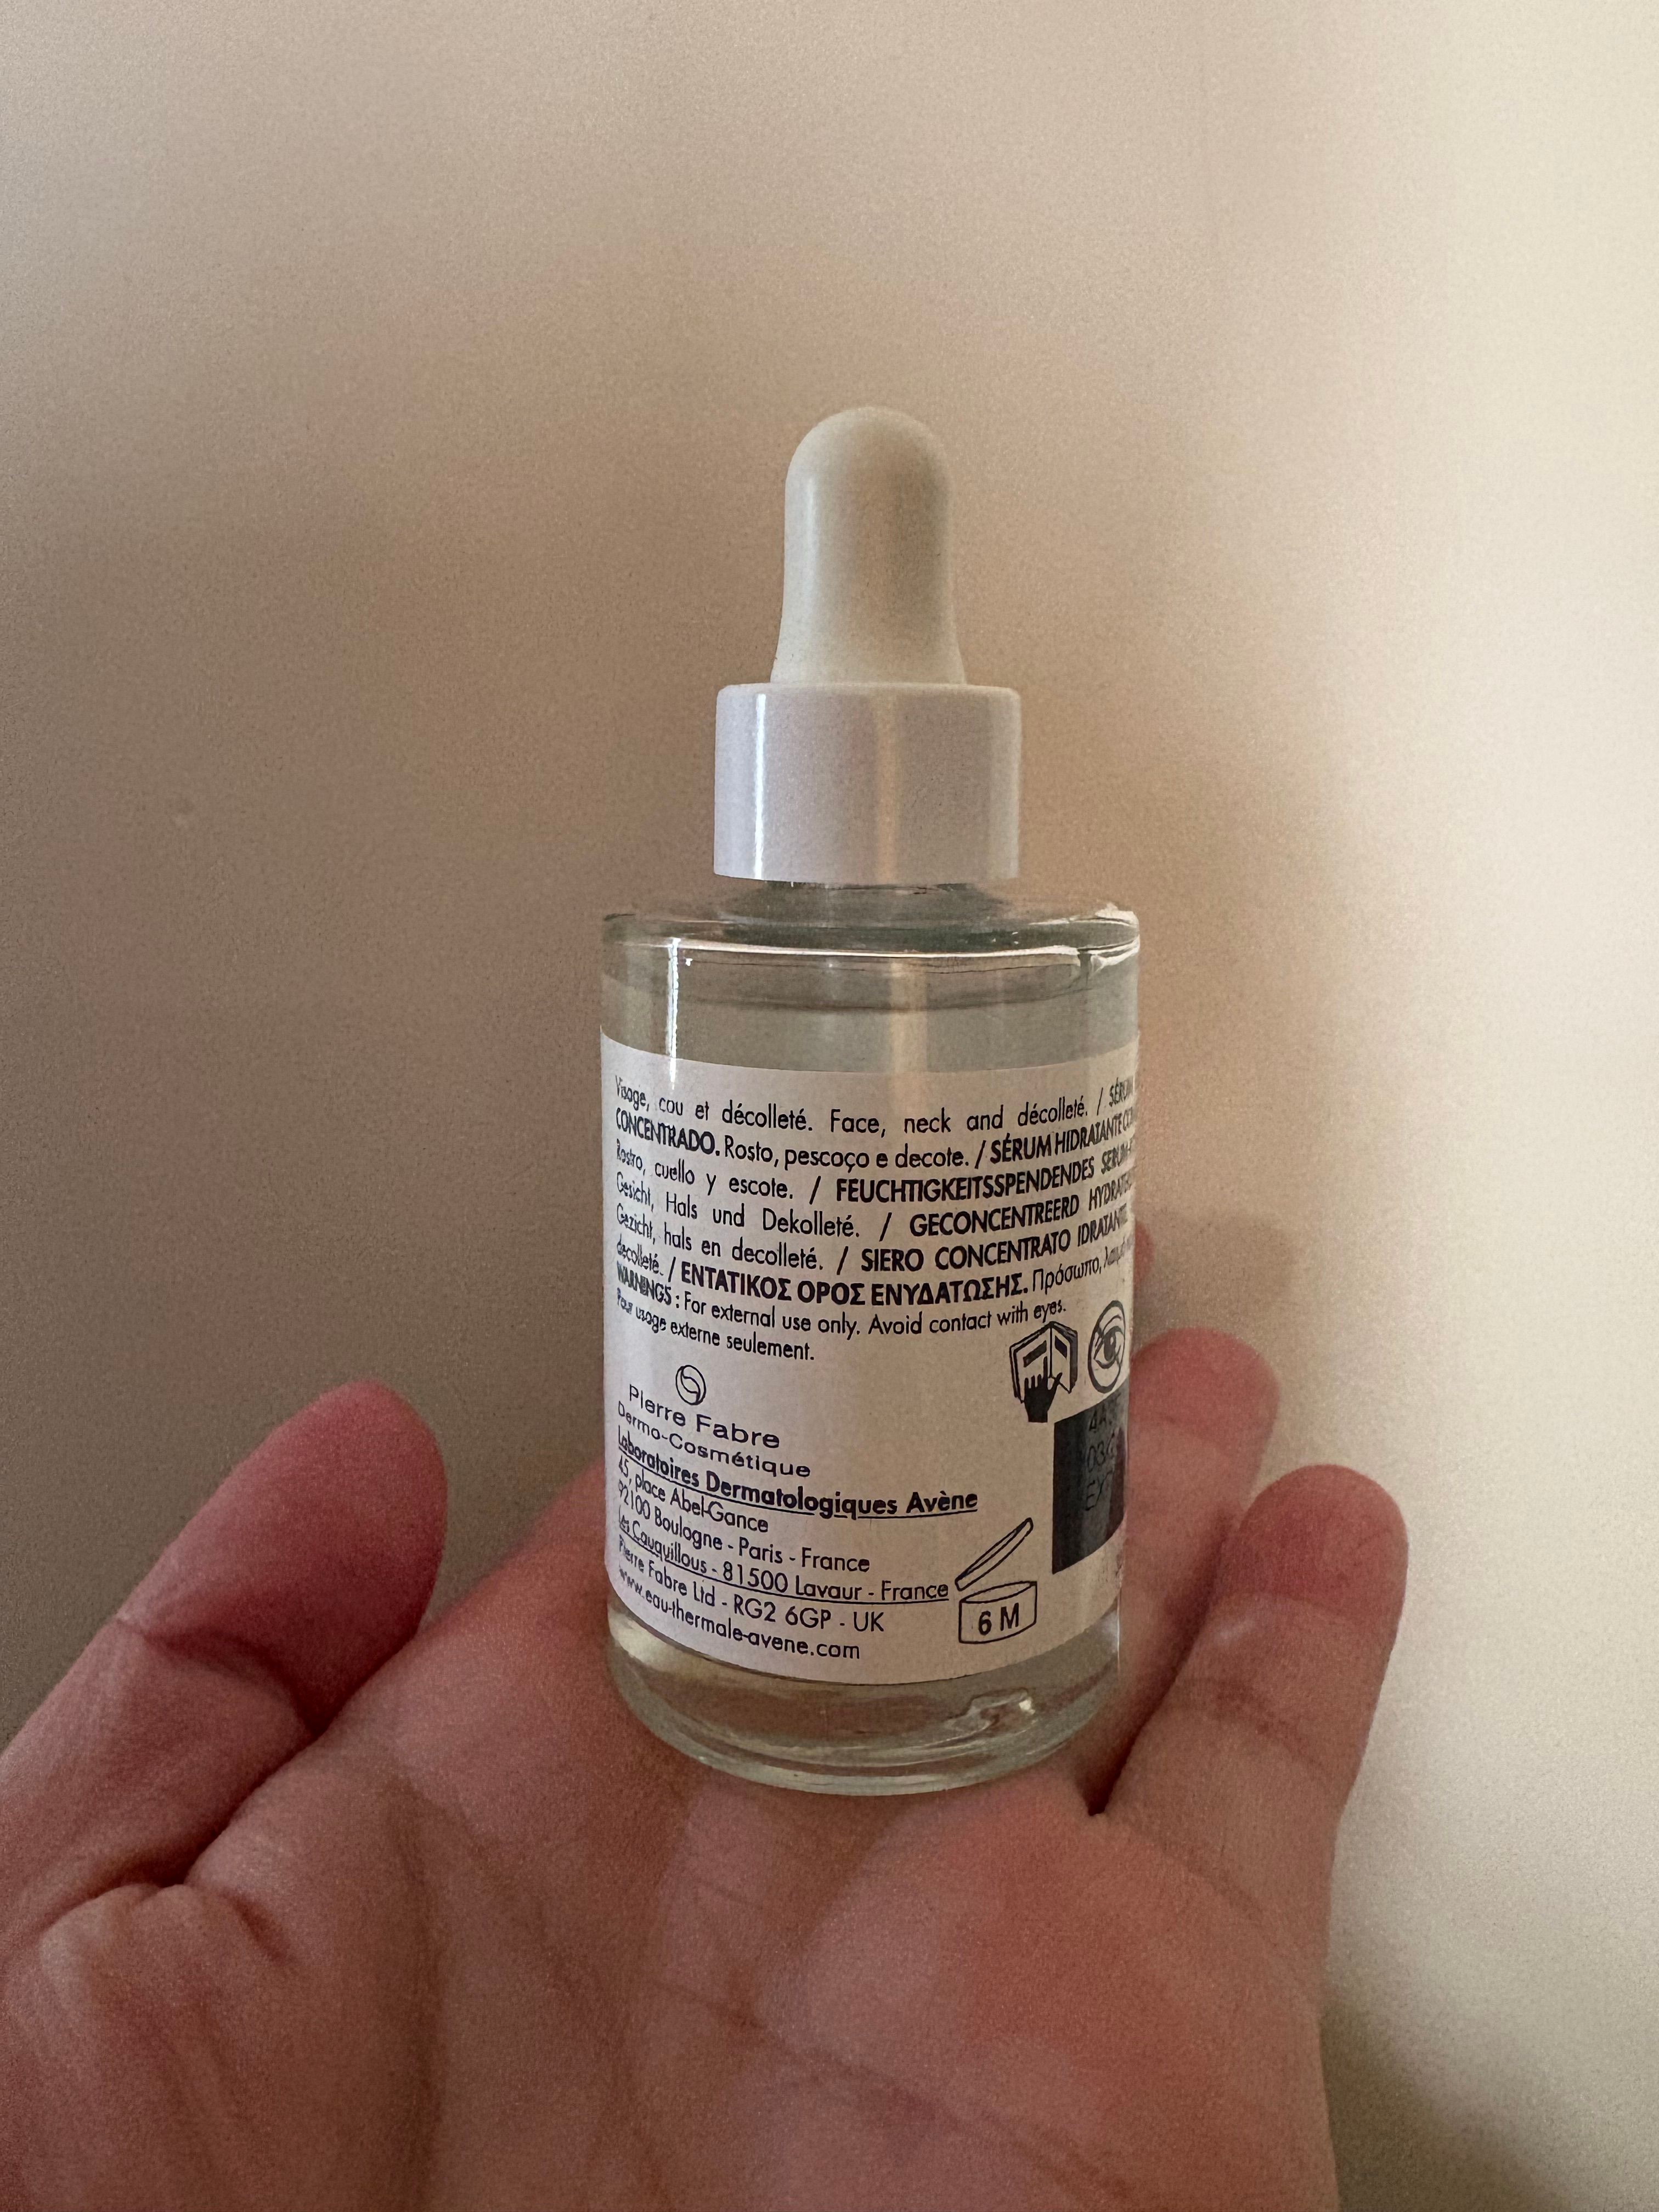 Visage, cou et décolleté. Face, neck and décolleté. / SÉRUM
CONCENTRADO. Rosto, pescoço e decote. / SÉRUM HIDRATANTE
Rostro, cuello y escote. / FEUCHTIGKEITSSPENDENDES
Gesicht, Hals und Dekolleté. / GECONCENTREERD
Gezicht, hals en decolleté. / SIERO CONCENTRATO
decolleté. / ΕΝΤΑΤΙΚΟΣ ΟΡΟΣ ΕΝΥΔΑΤΩΣΗΣ. Πρόσωπο,
WARNINGS : For external use only. Avoid contact with eyes.
Pour usage externe seulement.
Pierre Fabre
Dermo-Cosmétique
Laboratoires Dermatologiques Avène
45, place Abel-Gance
92100 Boulogne - Paris - France
Les Cauquillous - 81500 Lavaur - France
Pierre Fabre Ltd - RG2 6GP - UK
www.eau-thermale-avene.com
6 M